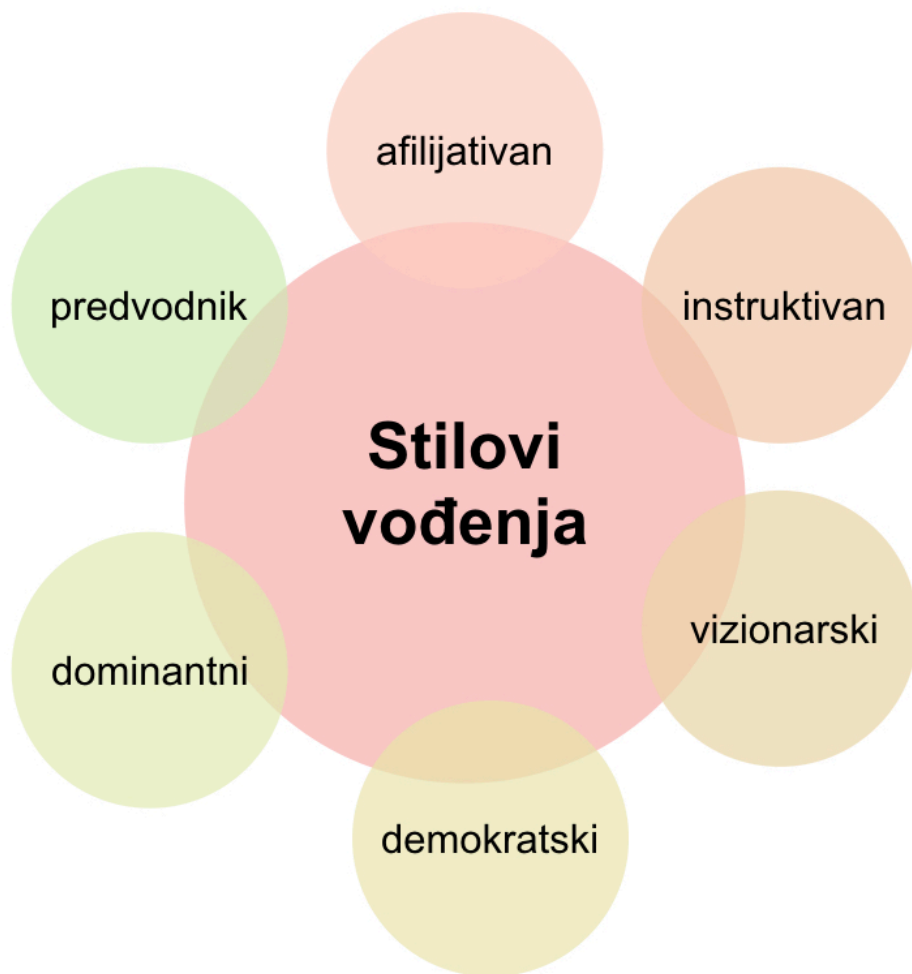 afilijativan
predvodnik
instruktivan
Stilovi
vođenja
vizionarski
dominantni
demokratski